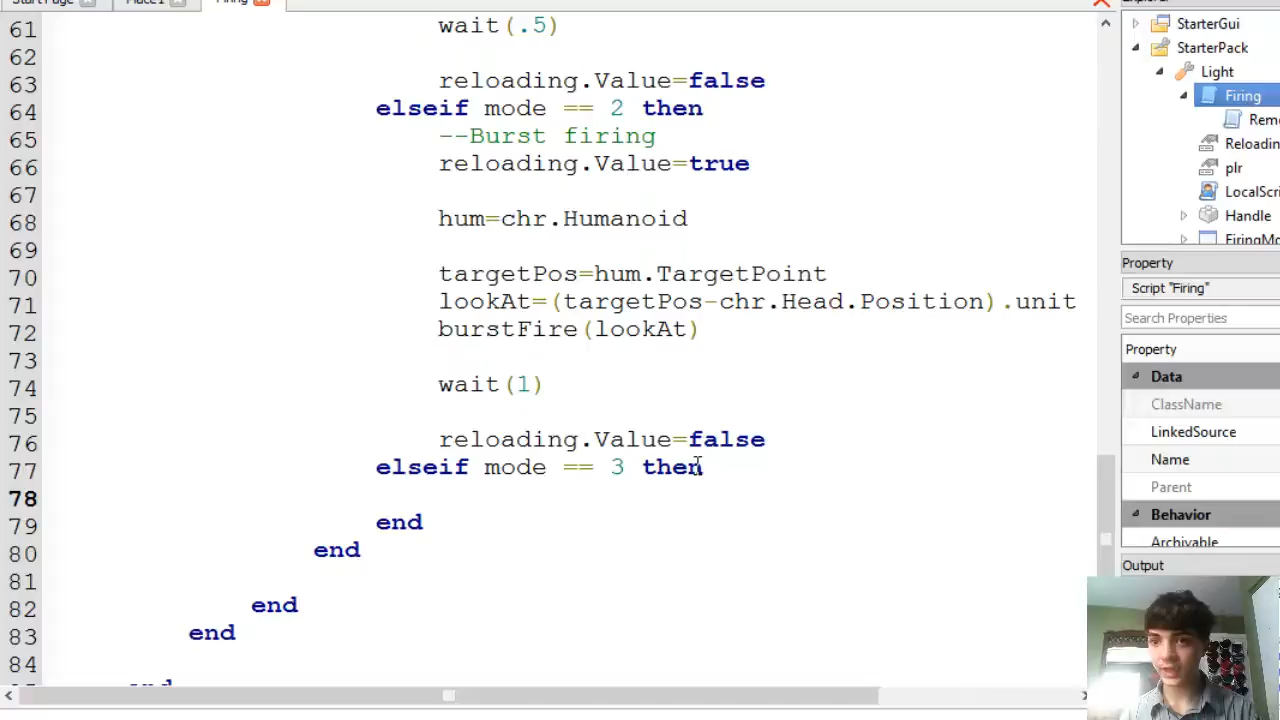 61 wait(.5)
62
63 reloading.Value=false
64 elseif mode == 2 then
65 --Burst firing
66 reloading.Value=true
67
68 hum=chr.Humanoid
69
70 targetPos=hum.TargetPoint
71 lookAt=(targetPos-chr.Head.Position).unit
72 burstFire(lookAt)
73
74 wait(1)
75
76 reloading.Value=false
77 elseif mode == 3 then
78
79 end
80 end
81
82 end
83 end
84
StarterGui
StarterPack
Light
Firing
Rem
Reloadin
plr
LocalScri
Handle
FiringMo
Property
Script "Firing"
Search Properties
Property
Data
ClassName
LinkedSource
Name
Parent
Behavior
Archivable
Output